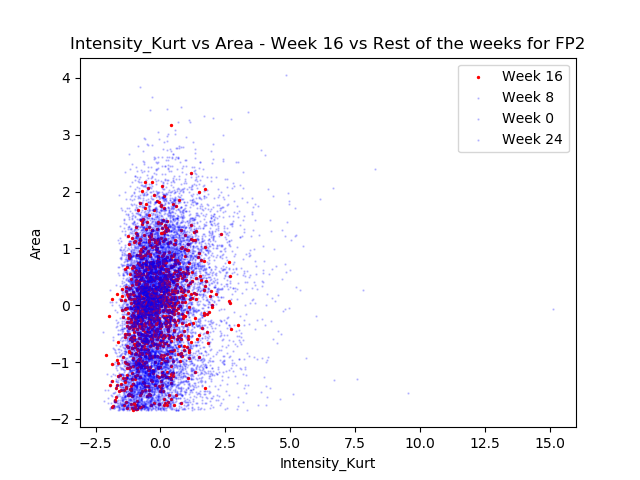 Intensity_Kurt vs Area - Week 16 vs Rest of the weeks for FP2
Week 16
Week 8
Week 0
Week 24
4
3
2
1
0
−1
−2
Area
−2.5 0.0 2.5 5.0 7.5 10.0 12.5 15.0
Intensity_Kurt